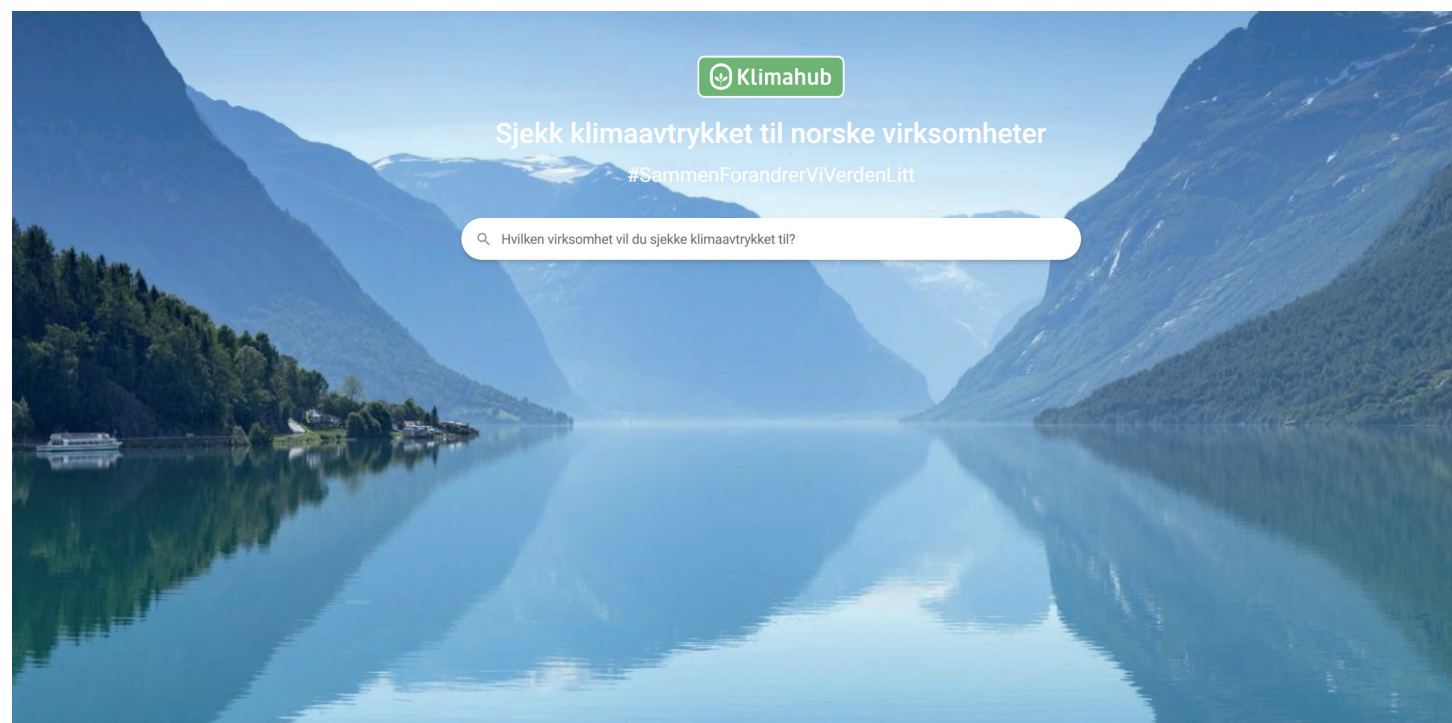 Klimahub
Sjekk klimaavtrykket til norske virksomheter
#SammenForandrerViVerdenLitt
Hvilken virksomhet vil du sjekke klimaavtrykket til?